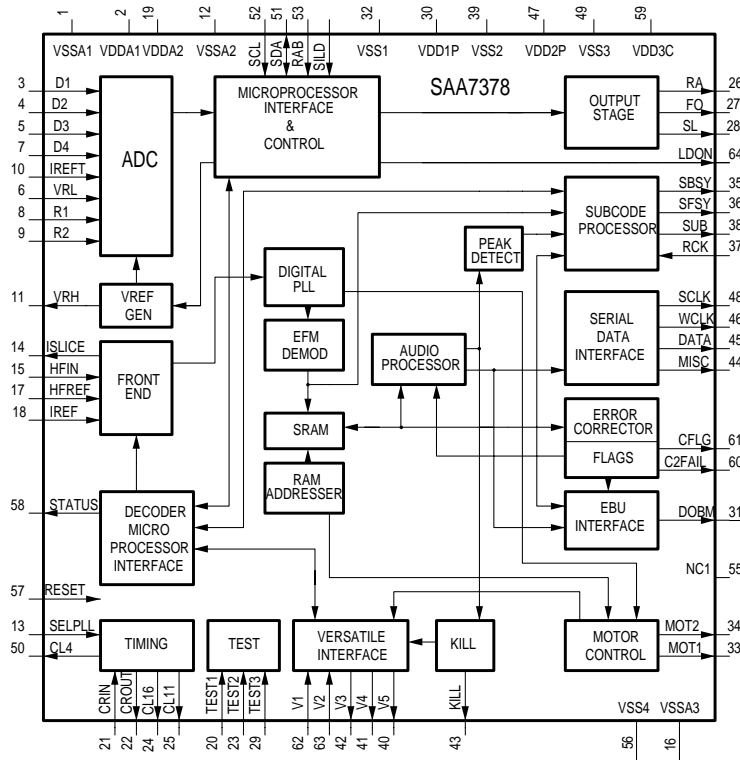 1 2 19 12 52 51 53 32 30 39 47 49 59
VSSA1 VDDA1 VDDA2 VSSA2 SCL SDA RAB SILD VSS1 VDD1P VSS2 VDD2P VSS3 VDD3C
SAA7378
3 D1
4 D2
5 D3
7 D4
10 IREFT
6 VRL
8 R1
9 R2
ADC
MICROPROCESSOR
INTERFACE
&
CONTROL
OUTPUT
STAGE
RA 26
FO 27
SL 28
LDON 64
SUBCODE
PROCESSOR
SBSY 35
SFSY 36
SUB 38
RCK 37
PEAK
DETECT
DIGITAL
PLL
11 VRH
VREF
GEN
EFM
DEMOD
AUDIO
PROCESSOR
SERIAL
DATA
INTERFACE
SCLK 48
WCLK 46
DATA 45
MISC 44
14 ISLICE
15 HFIN
17 HFREF
18 IREF
FRONT
END
SRAM
ERROR
CORRECTOR
FLAGS
CFLG 61
C2FAIL 60
RAM
ADDRESSER
58 STATUS
DECODER
MICRO
PROCESSOR
INTERFACE
EBU
INTERFACE
DOBM 31
NC1 55
57 RESET
13 SELPLL
50 CL4
TIMING
TEST
VERSATILE
INTERFACE
KILL
MOTOR
CONTROL
MOT2 34
MOT1 33
CRIN CROUT CL16 CL11 TEST1 TEST2 TEST3 V1 V2 V3 V4 V5 KILL VSS4 VSSA3
21 22 24 25 20 23 29 62 63 42 41 40 43 56 16